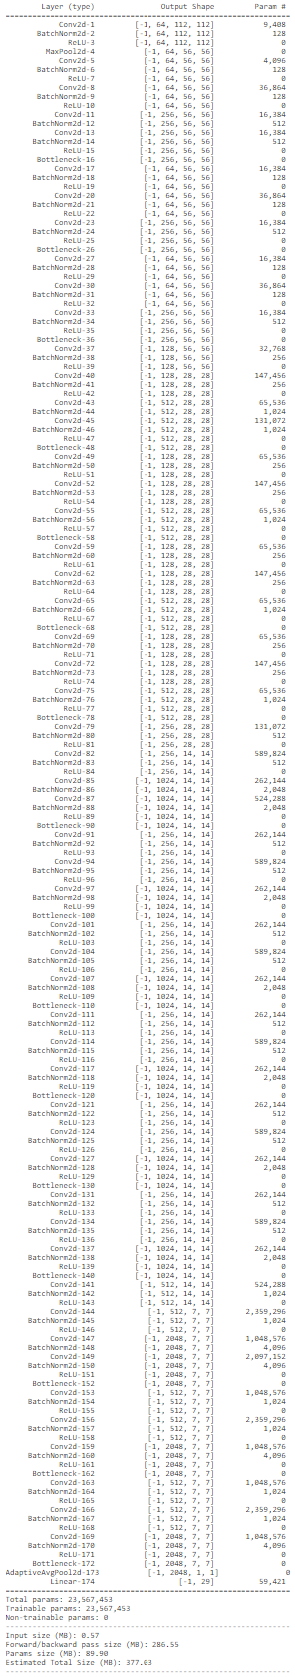 Layer (type) Output Shape Param #
================================================================
Conv2d-1 [-1, 64, 112, 112] 9,408
BatchNorm2d-2 [-1, 64, 112, 112] 128
ReLU-3 [-1, 64, 112, 112] 0
MaxPool2d-4 [-1, 64, 56, 56] 0
Conv2d-5 [-1, 64, 56, 56] 4,096
BatchNorm2d-6 [-1, 64, 56, 56] 128
ReLU-7 [-1, 64, 56, 56] 0
Conv2d-8 [-1, 64, 56, 56] 36,864
BatchNorm2d-9 [-1, 64, 56, 56] 128
ReLU-10 [-1, 64, 56, 56] 0
Conv2d-11 [-1, 256, 56, 56] 16,384
BatchNorm2d-12 [-1, 256, 56, 56] 512
Conv2d-13 [-1, 256, 56, 56] 16,384
BatchNorm2d-14 [-1, 256, 56, 56] 512
ReLU-15 [-1, 256, 56, 56] 0
Bottleneck-16 [-1, 256, 56, 56] 0
Conv2d-17 [-1, 64, 56, 56] 16,384
BatchNorm2d-18 [-1, 64, 56, 56] 128
ReLU-19 [-1, 64, 56, 56] 0
Conv2d-20 [-1, 64, 56, 56] 36,864
BatchNorm2d-21 [-1, 64, 56, 56] 128
ReLU-22 [-1, 64, 56, 56] 0
Conv2d-23 [-1, 256, 56, 56] 16,384
BatchNorm2d-24 [-1, 256, 56, 56] 512
ReLU-25 [-1, 256, 56, 56] 0
Bottleneck-26 [-1, 256, 56, 56] 0
Conv2d-27 [-1, 64, 56, 56] 16,384
BatchNorm2d-28 [-1, 64, 56, 56] 128
ReLU-29 [-1, 64, 56, 56] 0
Conv2d-30 [-1, 64, 56, 56] 36,864
BatchNorm2d-31 [-1, 64, 56, 56] 128
ReLU-32 [-1, 64, 56, 56] 0
Conv2d-33 [-1, 256, 56, 56] 16,384
BatchNorm2d-34 [-1, 256, 56, 56] 512
ReLU-35 [-1, 256, 56, 56] 0
Bottleneck-36 [-1, 256, 56, 56] 0
Conv2d-37 [-1, 128, 56, 56] 32,768
BatchNorm2d-38 [-1, 128, 56, 56] 256
ReLU-39 [-1, 128, 56, 56] 0
Conv2d-40 [-1, 128, 28, 28] 147,456
BatchNorm2d-41 [-1, 128, 28, 28] 256
ReLU-42 [-1, 128, 28, 28] 0
Conv2d-43 [-1, 512, 28, 28] 65,536
BatchNorm2d-44 [-1, 512, 28, 28] 1,024
Conv2d-45 [-1, 512, 28, 28] 131,072
BatchNorm2d-46 [-1, 512, 28, 28] 1,024
ReLU-47 [-1, 512, 28, 28] 0
Bottleneck-48 [-1, 512, 28, 28] 0
Conv2d-49 [-1, 128, 28, 28] 65,536
BatchNorm2d-50 [-1, 128, 28, 28] 256
ReLU-51 [-1, 128, 28, 28] 0
Conv2d-52 [-1, 128, 28, 28] 147,456
BatchNorm2d-53 [-1, 128, 28, 28] 256
ReLU-54 [-1, 128, 28, 28] 0
Conv2d-55 [-1, 512, 28, 28] 65,536
BatchNorm2d-56 [-1, 512, 28, 28] 1,024
ReLU-57 [-1, 512, 28, 28] 0
Bottleneck-58 [-1, 512, 28, 28] 0
Conv2d-59 [-1, 128, 28, 28] 65,536
BatchNorm2d-60 [-1, 128, 28, 28] 256
ReLU-61 [-1, 128, 28, 28] 0
Conv2d-62 [-1, 128, 28, 28] 147,456
BatchNorm2d-63 [-1, 128, 28, 28] 256
ReLU-64 [-1, 128, 28, 28] 0
Conv2d-65 [-1, 512, 28, 28] 65,536
BatchNorm2d-66 [-1, 512, 28, 28] 1,024
ReLU-67 [-1, 512, 28, 28] 0
Bottleneck-68 [-1, 512, 28, 28] 0
Conv2d-69 [-1, 128, 28, 28] 65,536
BatchNorm2d-70 [-1, 128, 28, 28] 256
ReLU-71 [-1, 128, 28, 28] 0
Conv2d-72 [-1, 128, 28, 28] 147,456
BatchNorm2d-73 [-1, 128, 28, 28] 256
ReLU-74 [-1, 128, 28, 28] 0
Conv2d-75 [-1, 512, 28, 28] 65,536
BatchNorm2d-76 [-1, 512, 28, 28] 1,024
ReLU-77 [-1, 512, 28, 28] 0
Bottleneck-78 [-1, 512, 28, 28] 0
Conv2d-79 [-1, 256, 28, 28] 131,072
BatchNorm2d-80 [-1, 256, 28, 28] 512
ReLU-81 [-1, 256, 28, 28] 0
Conv2d-82 [-1, 256, 14, 14] 589,824
BatchNorm2d-83 [-1, 256, 14, 14] 512
ReLU-84 [-1, 256, 14, 14] 0
Conv2d-85 [-1, 1024, 14, 14] 262,144
BatchNorm2d-86 [-1, 1024, 14, 14] 2,048
Conv2d-87 [-1, 1024, 14, 14] 524,288
BatchNorm2d-88 [-1, 1024, 14, 14] 2,048
ReLU-89 [-1, 1024, 14, 14] 0
Bottleneck-90 [-1, 1024, 14, 14] 0
Conv2d-91 [-1, 256, 14, 14] 262,144
BatchNorm2d-92 [-1, 256, 14, 14] 512
ReLU-93 [-1, 256, 14, 14] 0
Conv2d-94 [-1, 256, 14, 14] 589,824
BatchNorm2d-95 [-1, 256, 14, 14] 512
ReLU-96 [-1, 256, 14, 14] 0
Conv2d-97 [-1, 1024, 14, 14] 262,144
BatchNorm2d-98 [-1, 1024, 14, 14] 2,048
ReLU-99 [-1, 1024, 14, 14] 0
Bottleneck-100 [-1, 1024, 14, 14] 0
Conv2d-101 [-1, 256, 14, 14] 262,144
BatchNorm2d-102 [-1, 256, 14, 14] 512
ReLU-103 [-1, 256, 14, 14] 0
Conv2d-104 [-1, 256, 14, 14] 589,824
BatchNorm2d-105 [-1, 256, 14, 14] 512
ReLU-106 [-1, 256, 14, 14] 0
Conv2d-107 [-1, 1024, 14, 14] 262,144
BatchNorm2d-108 [-1, 1024, 14, 14] 2,048
ReLU-109 [-1, 1024, 14, 14] 0
Bottleneck-110 [-1, 1024, 14, 14] 0
Conv2d-111 [-1, 256, 14, 14] 262,144
BatchNorm2d-112 [-1, 256, 14, 14] 512
ReLU-113 [-1, 256, 14, 14] 0
Conv2d-114 [-1, 256, 14, 14] 589,824
BatchNorm2d-115 [-1, 256, 14, 14] 512
ReLU-116 [-1, 256, 14, 14] 0
Conv2d-117 [-1, 1024, 14, 14] 262,144
BatchNorm2d-118 [-1, 1024, 14, 14] 2,048
ReLU-119 [-1, 1024, 14, 14] 0
Bottleneck-120 [-1, 1024, 14, 14] 0
Conv2d-121 [-1, 256, 14, 14] 262,144
BatchNorm2d-122 [-1, 256, 14, 14] 512
ReLU-123 [-1, 256, 14, 14] 0
Conv2d-124 [-1, 256, 14, 14] 589,824
BatchNorm2d-125 [-1, 256, 14, 14] 512
ReLU-126 [-1, 256, 14, 14] 0
Conv2d-127 [-1, 1024, 14, 14] 262,144
BatchNorm2d-128 [-1, 1024, 14, 14] 2,048
ReLU-129 [-1, 1024, 14, 14] 0
Bottleneck-130 [-1, 1024, 14, 14] 0
Conv2d-131 [-1, 256, 14, 14] 262,144
BatchNorm2d-132 [-1, 256, 14, 14] 512
ReLU-133 [-1, 256, 14, 14] 0
Conv2d-134 [-1, 256, 14, 14] 589,824
BatchNorm2d-135 [-1, 256, 14, 14] 512
ReLU-136 [-1, 256, 14, 14] 0
Conv2d-137 [-1, 1024, 14, 14] 262,144
BatchNorm2d-138 [-1, 1024, 14, 14] 2,048
ReLU-139 [-1, 1024, 14, 14] 0
Bottleneck-140 [-1, 1024, 14, 14] 0
Conv2d-141 [-1, 512, 14, 14] 524,288
BatchNorm2d-142 [-1, 512, 14, 14] 1,024
ReLU-143 [-1, 512, 14, 14] 0
Conv2d-144 [-1, 512, 7, 7] 2,359,296
BatchNorm2d-145 [-1, 512, 7, 7] 1,024
ReLU-146 [-1, 512, 7, 7] 0
Conv2d-147 [-1, 2048, 7, 7] 1,048,576
BatchNorm2d-148 [-1, 2048, 7, 7] 4,096
Conv2d-149 [-1, 2048, 7, 7] 2,097,152
BatchNorm2d-150 [-1, 2048, 7, 7] 4,096
ReLU-151 [-1, 2048, 7, 7] 0
Bottleneck-152 [-1, 2048, 7, 7] 0
Conv2d-153 [-1, 512, 7, 7] 1,048,576
BatchNorm2d-154 [-1, 512, 7, 7] 1,024
ReLU-155 [-1, 512, 7, 7] 0
Conv2d-156 [-1, 512, 7, 7] 2,359,296
BatchNorm2d-157 [-1, 512, 7, 7] 1,024
ReLU-158 [-1, 512, 7, 7] 0
Conv2d-159 [-1, 2048, 7, 7] 1,048,576
BatchNorm2d-160 [-1, 2048, 7, 7] 4,096
ReLU-161 [-1, 2048, 7, 7] 0
Bottleneck-162 [-1, 2048, 7, 7] 0
Conv2d-163 [-1, 512, 7, 7] 1,048,576
BatchNorm2d-164 [-1, 512, 7, 7] 1,024
ReLU-165 [-1, 512, 7, 7] 0
Conv2d-166 [-1, 512, 7, 7] 2,359,296
BatchNorm2d-167 [-1, 512, 7, 7] 1,024
ReLU-168 [-1, 512, 7, 7] 0
Conv2d-169 [-1, 2048, 7, 7] 1,048,576
BatchNorm2d-170 [-1, 2048, 7, 7] 4,096
ReLU-171 [-1, 2048, 7, 7] 0
Bottleneck-172 [-1, 2048, 7, 7] 0
AdaptiveAvgPool2d-173 [-1, 2048, 1, 1] 0
Linear-174 [-1, 29] 59,421
================================================================
Total params: 23,567,453
Trainable params: 23,567,453
Non-trainable params: 0
----------------------------------------------------------------
Input size (MB): 0.57
Forward/backward pass size (MB): 286.55
Params size (MB): 89.90
Estimated Total Size (MB): 377.03
----------------------------------------------------------------